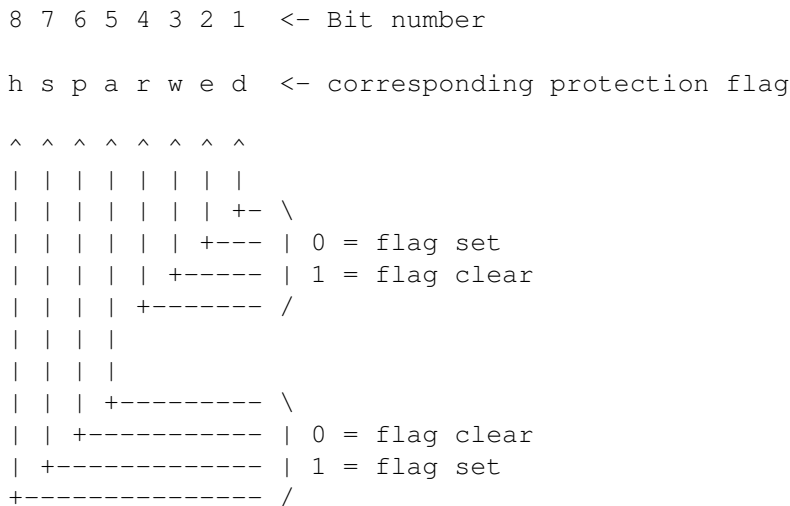 8 7 6 5 4 3 2 1  <- Bit number
h s p a r w e d  <- corresponding protection flag
^ ^ ^ ^ ^ ^ ^ ^
| | | | | | | |
| | | | | | | +- \
| | | | | | +--- | 0 = flag set
| | | | | +----- | 1 = flag clear
| | | | +------- /
| | | |
| | | |
| | | +--------- \
| | +----------- | 0 = flag clear
| +------------- | 1 = flag set
+--------------- /